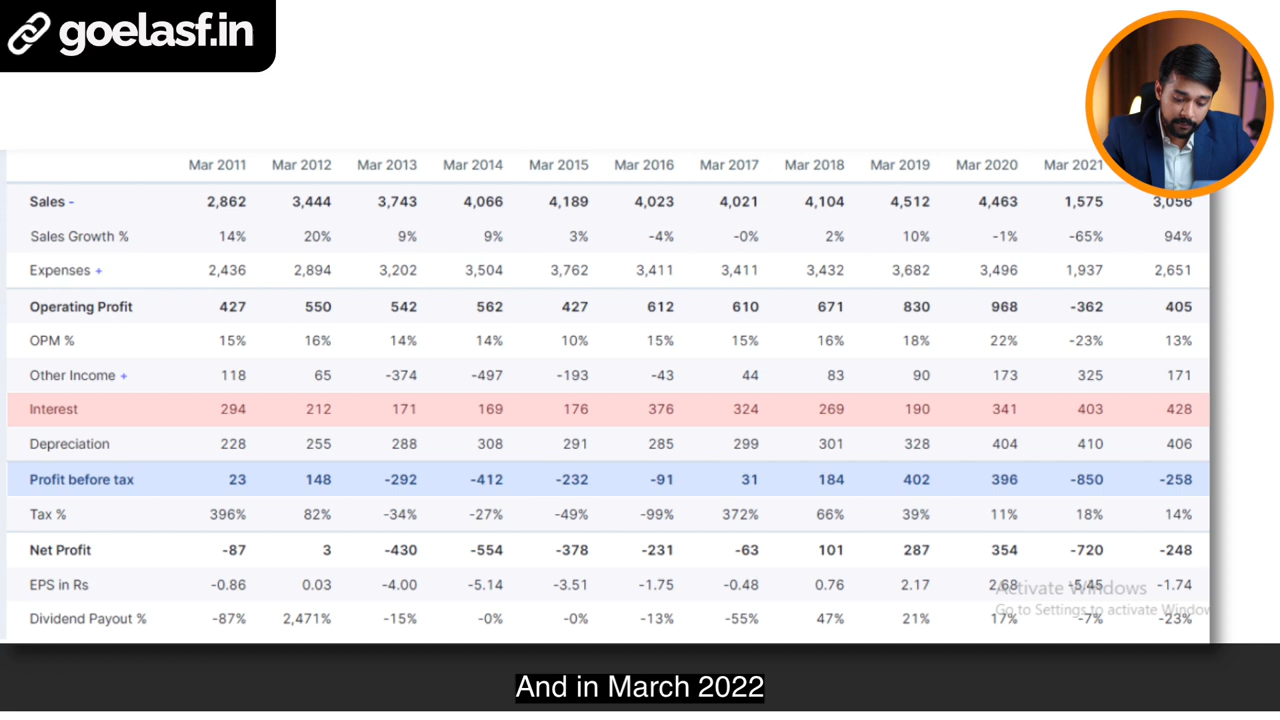 goelasf.in
Mar 2011 Mar 2012 Mar 2013 Mar 2014 Mar 2015 Mar 2016 Mar 2017 Mar 2018 Mar 2019 Mar 2020 Mar 2021
Sales - 2,862 3,444 3,743 4,066 4,189 4,023 4,021 4,104 4,512 4,463 1,575 3,056
Sales Growth % 14% 20% 9% 9% 3% -4% -0% 2% 10% -1% -65% 94%
Expenses + 2,436 2,894 3,202 3,504 3,762 3,411 3,411 3,432 3,682 3,496 1,937 2,651
Operating Profit 427 550 542 562 427 612 610 671 830 968 -362 405
OPM % 15% 16% 14% 14% 10% 15% 15% 16% 18% 22% -23% 13%
Other Income + 118 65 -374 -497 -193 -43 44 83 90 173 325 171
Interest 294 212 171 169 176 376 324 269 190 341 403 428
Depreciation 228 255 288 308 291 285 299 301 328 404 410 406
Profit before tax 23 148 -292 -412 -232 -91 31 184 402 396 -850 -258
Tax % 396% 82% -34% -27% -49% -99% 372% 66% 39% 11% 18% 14%
Net Profit -87 3 -430 -554 -378 -231 -63 101 287 354 -720 -248
EPS in Rs -0.86 0.03 -4.00 -5.14 -3.51 -1.75 -0.48 0.76 2.17 2.68 -5.45 -1.74
Activate Windows
Go to Settings to activate Window
Dividend Payout % -87% 2,471% -15% -0% -0% -13% -55% 47% 21% 17% -7% -23%
And in March 2022